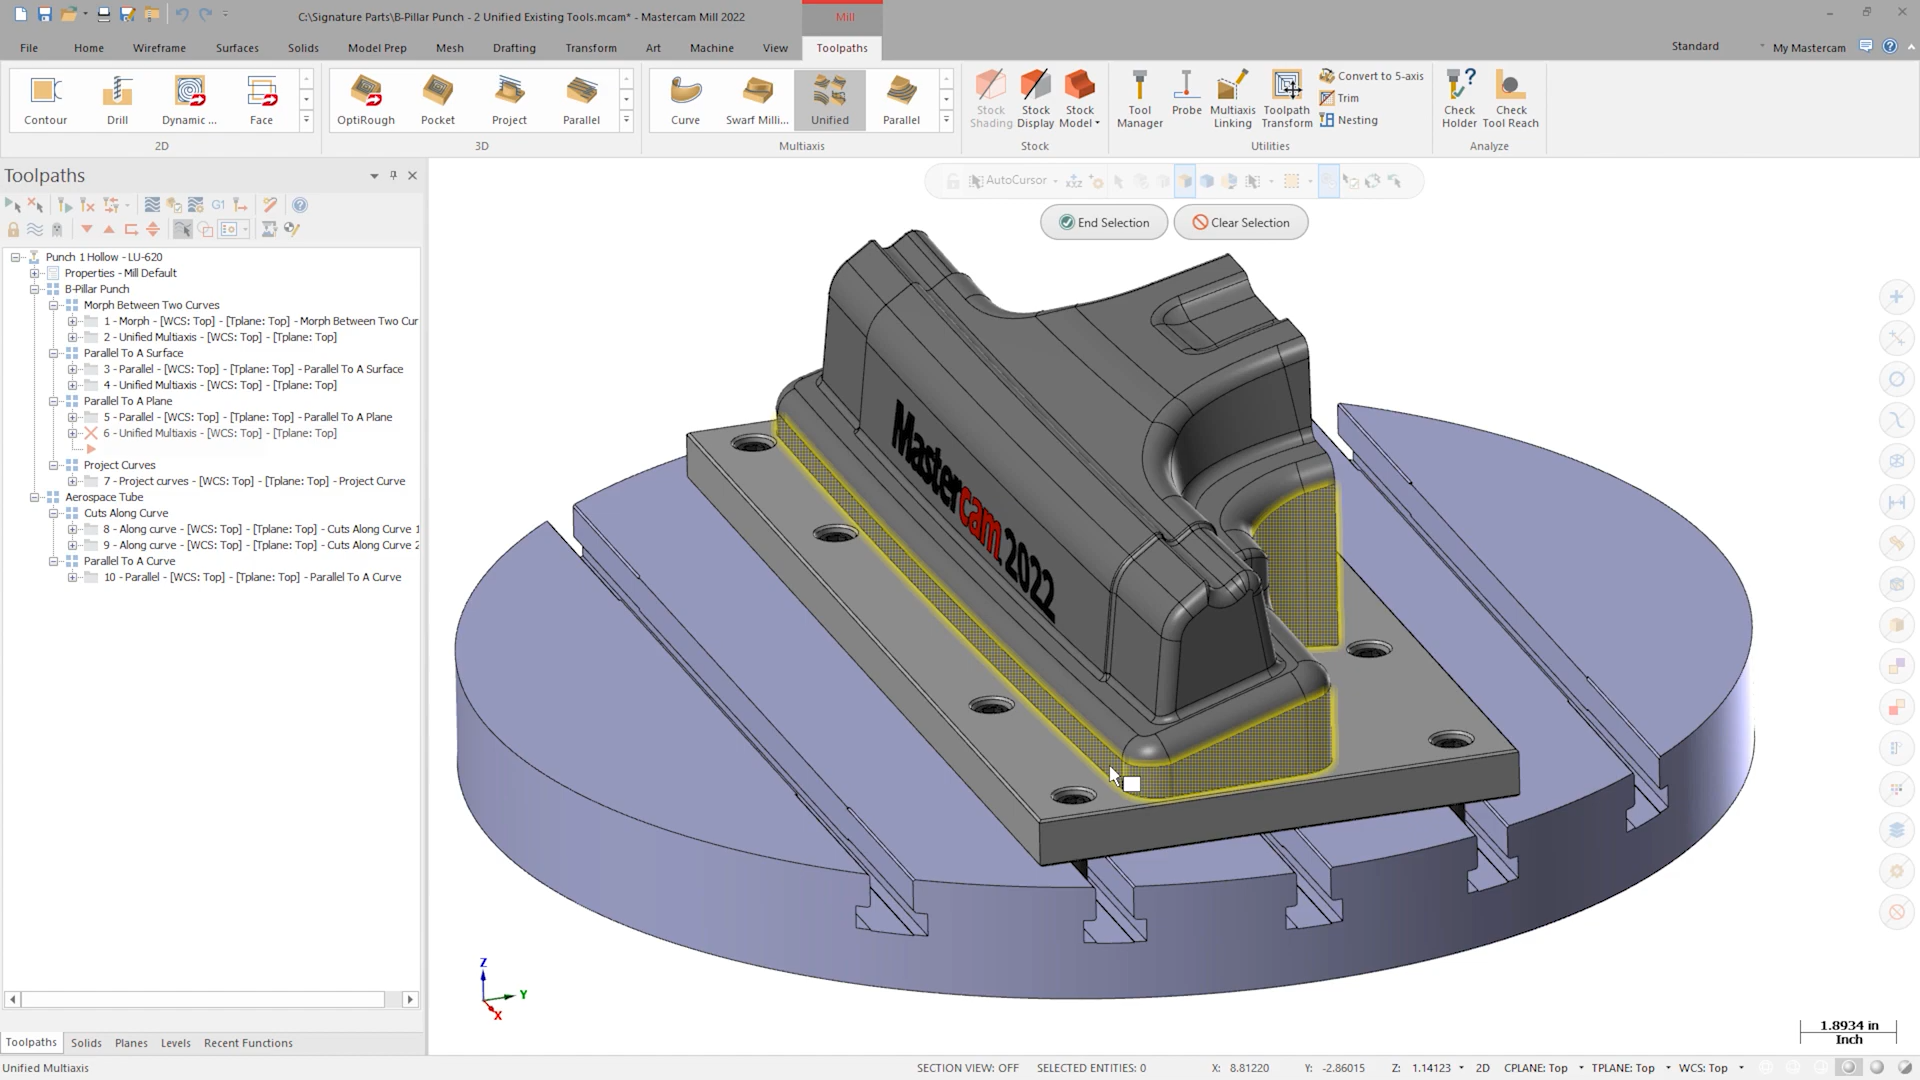 C:\Signature Parts\B-Pillar Punch - 2 Unified Existing Tools.mcam* - Mastercam Mill 2022
Mill
File Home Wireframe Surfaces Solids Model Prep Mesh Drafting Transform Art Machine View Toolpaths
Standard My Mastercam
Contour Drill Dynamic ... Face
2D
OptiRough Pocket Project Parallel
3D
Curve Swarf Milli... Unified Parallel
Multiaxis
Stock Shading
Stock Display
Stock Model
Stock
Tool Manager
Probe
Multiaxis Linking
Toolpath Transform
Convert to 5-axis
Trim
Nesting
Utilities
Check Holder
Check Tool Reach
Analyze
Toolpaths
G1
AutoCursor
xyz
End Selection
Clear Selection
Punch 1 Hollow - LU-620
Properties - Mill Default
B-Pillar Punch
Morph Between Two Curves
1 - Morph - [WCS: Top] - [Tplane: Top] - Morph Between Two Cur
2 - Unified Multiaxis - [WCS: Top] - [Tplane: Top]
Parallel To A Surface
3 - Parallel - [WCS: Top] - [Tplane: Top] - Parallel To A Surface
4 - Unified Multiaxis - [WCS: Top] - [Tplane: Top]
Parallel To A Plane
5 - Parallel - [WCS: Top] - [Tplane: Top] - Parallel To A Plane
6 - Unified Multiaxis - [WCS: Top] - [Tplane: Top]
Project Curves
7 - Project curves - [WCS: Top] - [Tplane: Top] - Project Curve
Aerospace Tube
Cuts Along Curve
8 - Along curve - [WCS: Top] - [Tplane: Top] - Cuts Along Curve 1
9 - Along curve - [WCS: Top] - [Tplane: Top] - Cuts Along Curve 2
Parallel To A Curve
10 - Parallel - [WCS: Top] - [Tplane: Top] - Parallel To A Curve
Mastercam 2022
Z
Y
X
1.8934 in
Inch
Toolpaths Solids Planes Levels Recent Functions
Unified Multiaxis
SECTION VIEW: OFF SELECTED ENTITIES: 0 X: 8.81220 Y: -2.86015 Z: 1.14123 2D CPLANE: Top TPLANE: Top WCS: Top